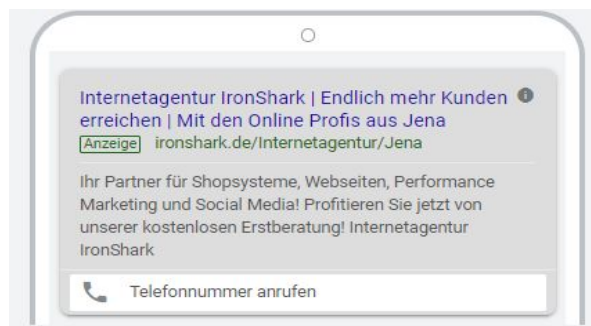 Internetagentur IronShark | Endlich mehr Kunden
erreichen | Mit den Online Profis aus Jena
Anzeige ironshark.de/Internetagentur/Jena
Ihr Partner für Shopsysteme, Webseiten, Performance
Marketing und Social Media! Profitieren Sie jetzt von
unserer kostenlosen Erstberatung! Internetagentur
IronShark
Telefonnummer anrufen